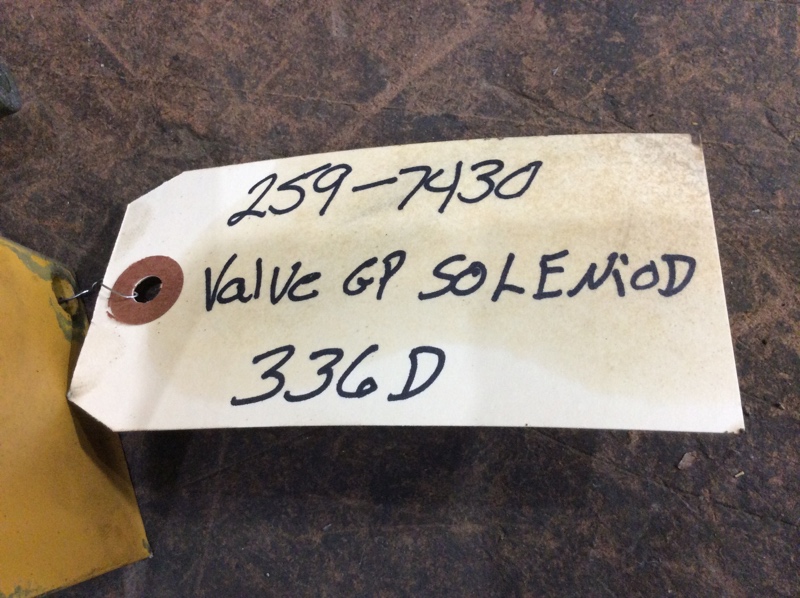 259-7430
Valve GP SOLENiOD
336D